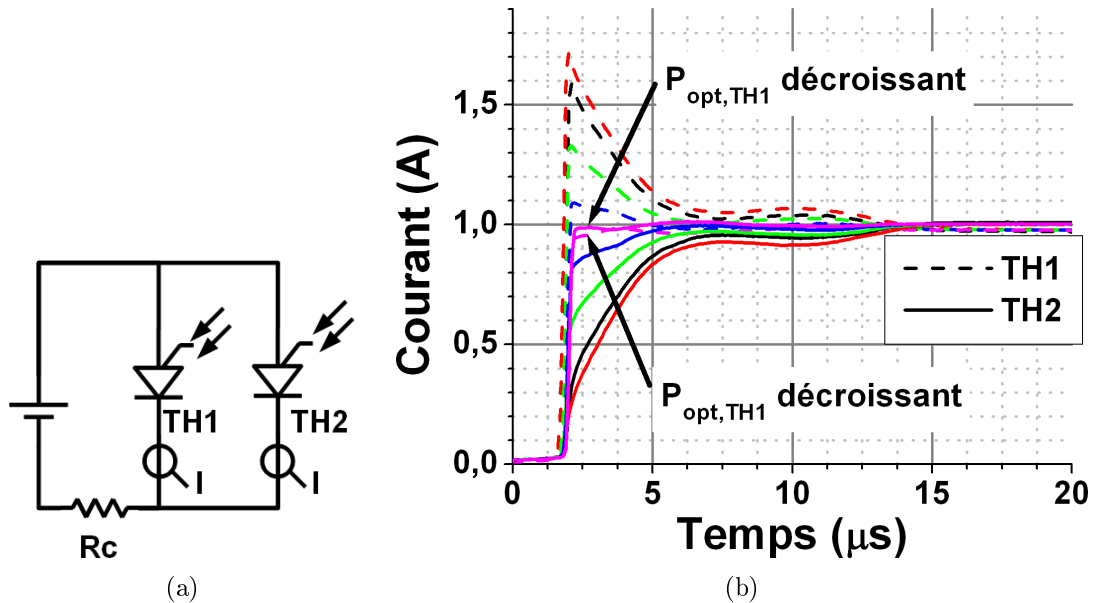 TH1
TH2
I
I
Rc
(a)
Courant (A)
1,5
1,0
0,5
0,0
0
5
10
15
20
Temps (μs)
P opt,TH1 décroissant
P opt,TH1 décroissant
TH1
TH2
(b)